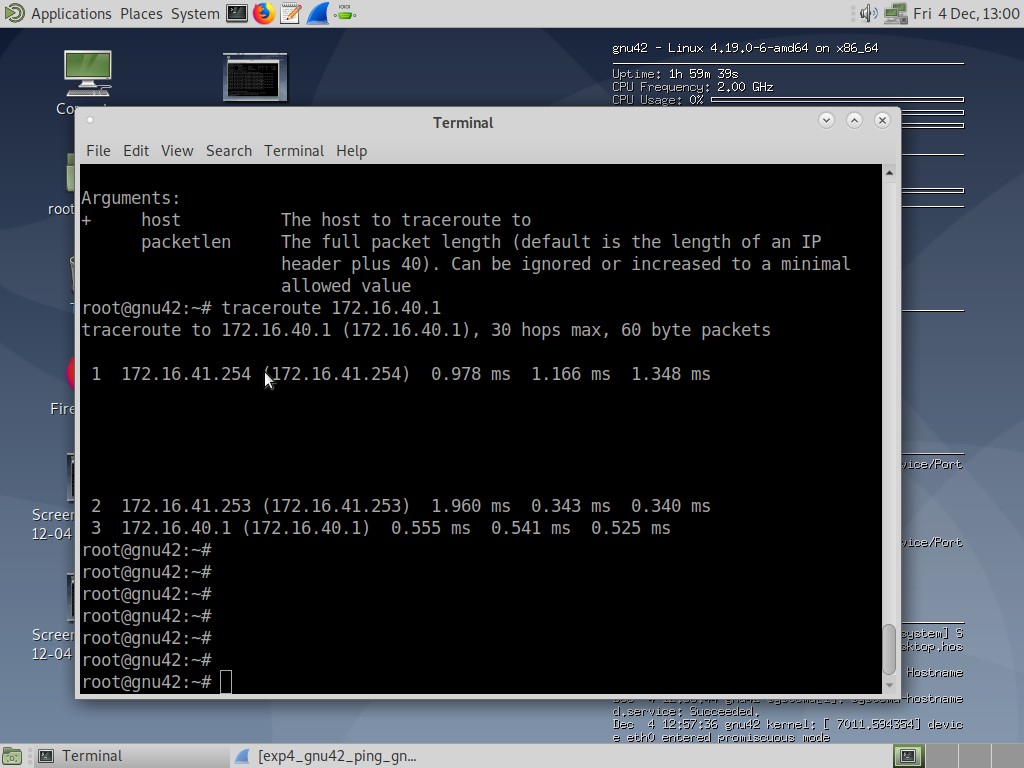 Applications Places System Fri 4 Dec, 13:00
gnu42 - Linux 4.19.0-6-amd64 on x86_64
Uptime: 1h 59m 39s
CPU Frequency: 2.00 GHz
CPU Usage: 0%
Terminal
File Edit View Search Terminal Help
Arguments:
+ host The host to traceroute to
packetlen The full packet length (default is the length of an IP
header plus 40). Can be ignored or increased to a minimal
allowed value
root@gnu42:~# traceroute 172.16.40.1
traceroute to 172.16.40.1 (172.16.40.1), 30 hops max, 60 byte packets
1 172.16.41.254 (172.16.41.254) 0.978 ms 1.166 ms 1.348 ms
2 172.16.41.253 (172.16.41.253) 1.960 ms 0.343 ms 0.340 ms
3 172.16.40.1 (172.16.40.1) 0.555 ms 0.541 ms 0.525 ms
root@gnu42:~#
root@gnu42:~#
root@gnu42:~#
root@gnu42:~#
root@gnu42:~#
root@gnu42:~#
root@gnu42:~#
root
Fire
Screen
12-04
Screen
12-04
vice/Port
vice/Port
system] S
sktop.hos
Hostname
d.service: Succeeded.
Dec 4 12:57:36 gnu42 kernel: [ 7011.594354] devic
e eth0 entered promiscuous mode
Terminal
[exp4_gnu42_ping_gn...